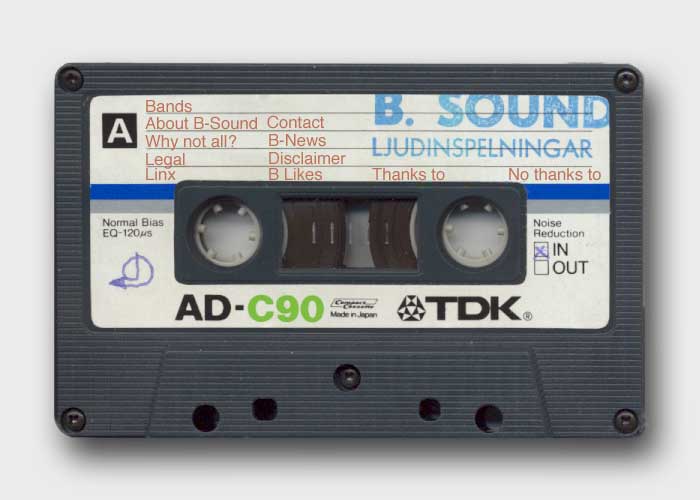 A
Bands
B. SOUND
About B-Sound Contact
Why not all? B-News
LJUDINSPELNINGAR
Legal Disclaimer
Linx B Likes Thanks to No thanks to
Normal Bias
EQ-120µs
Noise
Reduction
IN
OUT
AD-C90
Compact Cassette
Made in Japan
TDK®